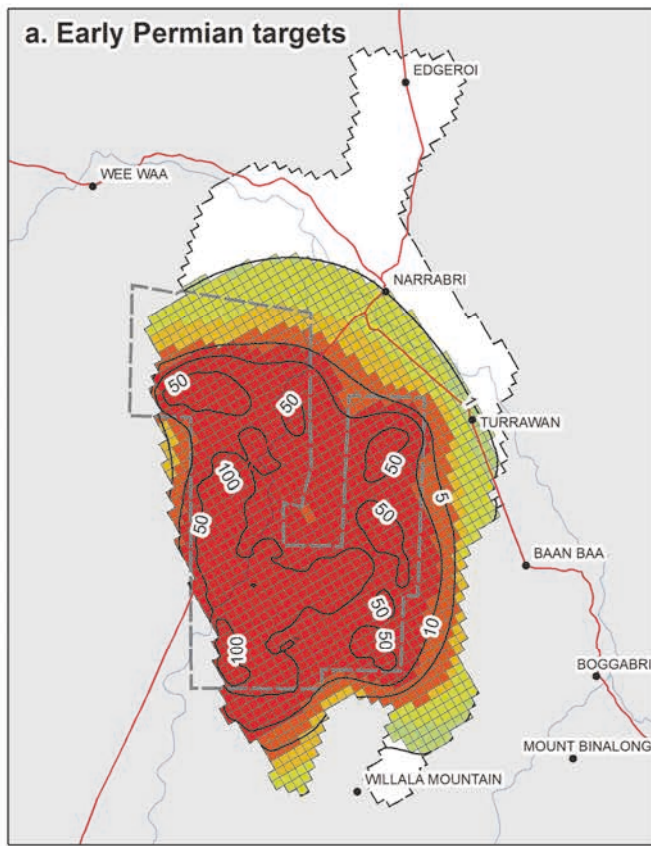 a. Early Permian targets
EDGEROI
WEE WAA
NARRABRI
50
50
1
TURRAWAN
50
100
5
50
50
BAAN BAA
50
10
50
100
BOGGABRI
MOUNT BINALONG
WILLALA MOUNTAIN